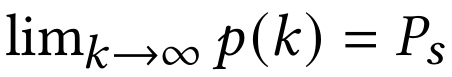 lim_{k→∞} p(k) = P_s